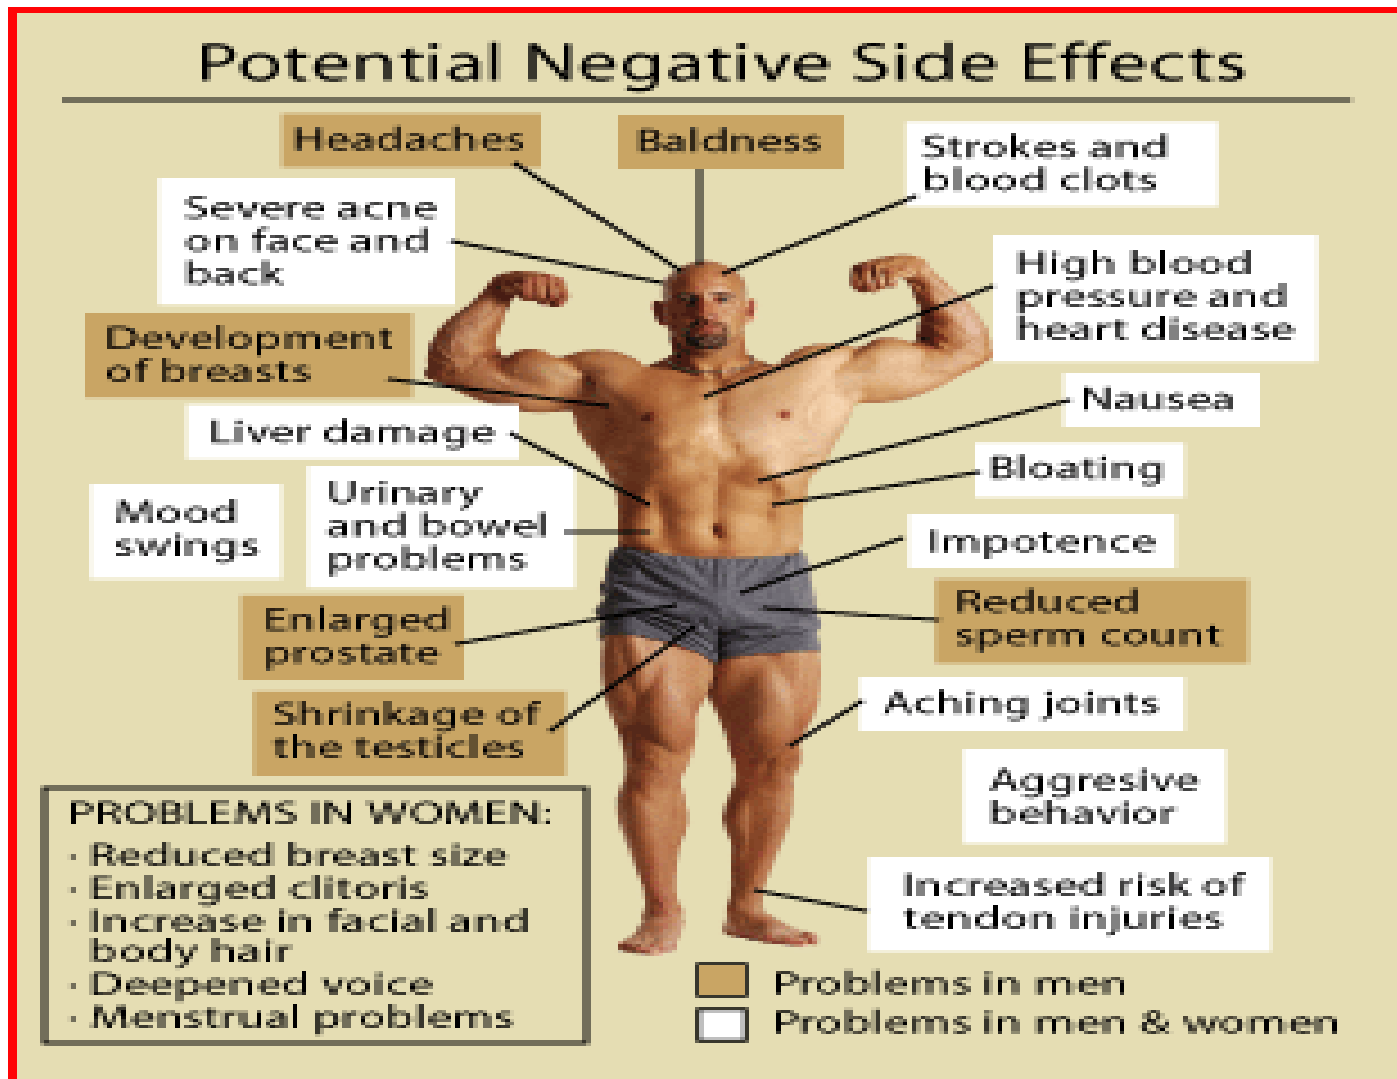 Potential Negative Side Effects
Headaches
Baldness
Strokes and
blood clots
Severe acne
on face and
back
High blood
pressure and
heart disease
Development
of breasts
Nausea
Liver damage
Bloating
Mood
swings
Urinary
and bowel
problems
Impotence
Enlarged
prostate
Reduced
sperm count
Shrinkage of
the testicles
Aching joints
Aggresive
behavior
PROBLEMS IN WOMEN:
· Reduced breast size
· Enlarged clitoris
· Increase in facial and
body hair
· Deepened voice
· Menstrual problems
Increased risk of
tendon injuries
Problems in men
Problems in men & women